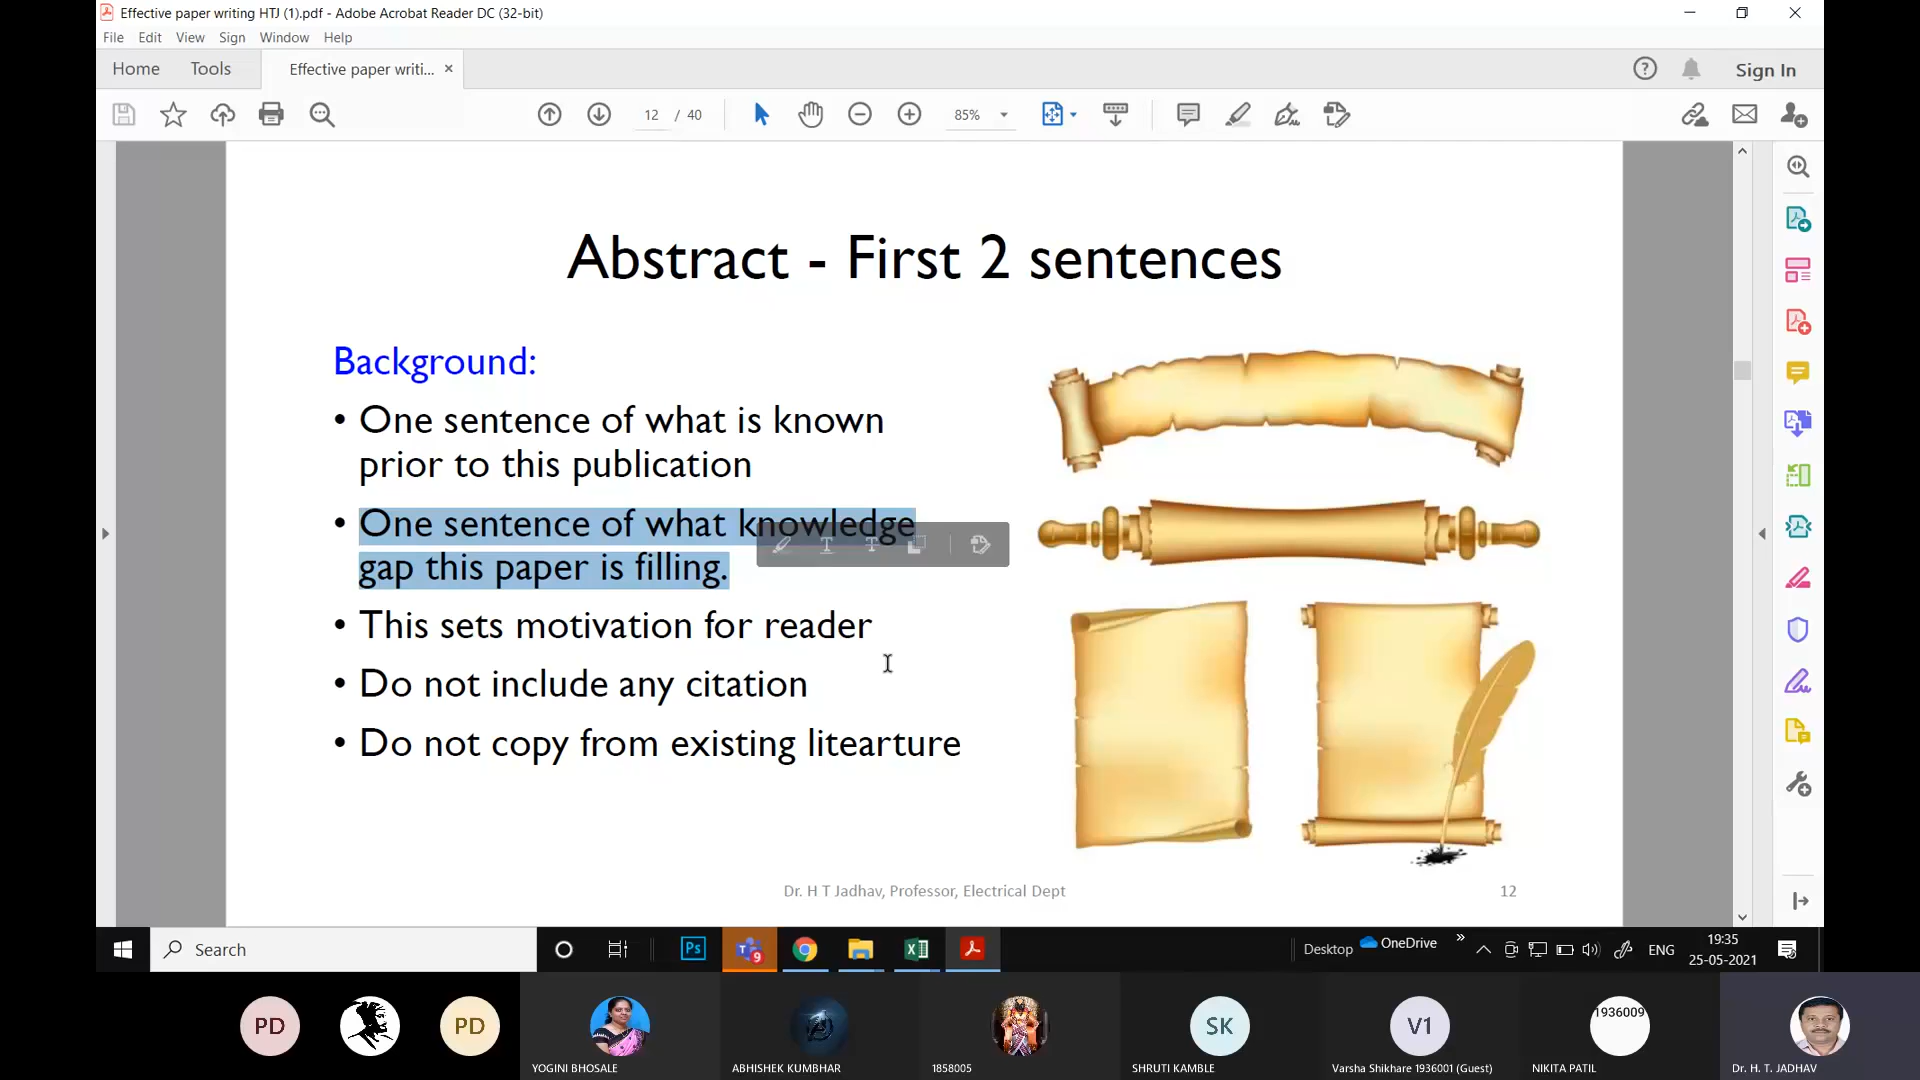 Effective paper writing HTJ (1).pdf - Adobe Acrobat Reader DC (32-bit)
File Edit View Sign Window Help
Home Tools Effective paper writi... × Sign In
12 / 40 85%
Abstract - First 2 sentences
Background:
• One sentence of what is known
prior to this publication
• One sentence of what knowledge
gap this paper is filling.
• This sets motivation for reader
• Do not include any citation
• Do not copy from existing litearture
Dr. H T Jadhav, Professor, Electrical Dept 12
Search Ps T 9 Desktop OneDrive » ENG 19:35
25-05-2021
PD PD SK V1 1936009
YOGINI BHOSALE ABHISHEK KUMBHAR 1858005 SHRUTI KAMBLE Varsha Shikhare 1936001 (Guest) NIKITA PATIL Dr. H. T. JADHAV